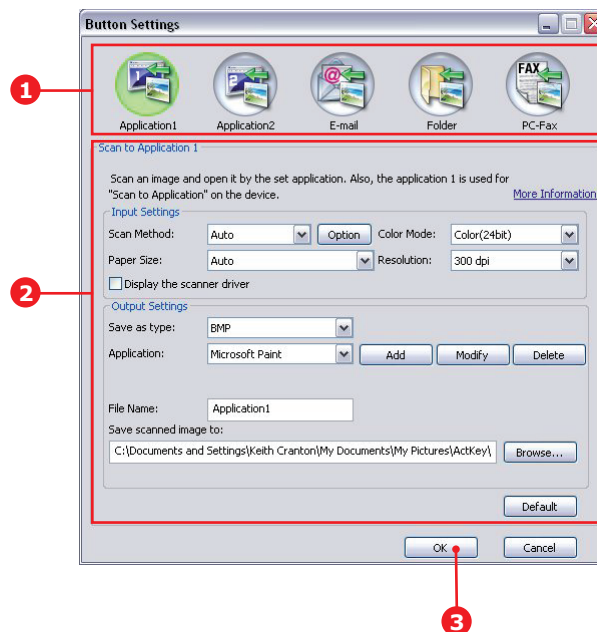 Button Settings
1
@
1
2
FAX
Application1 Application2 E-mail Folder PC-Fax
2
Scan to Application 1
Scan an image and open it by the set application. Also, the application 1 is used for
"Scan to Application" on the device. More Information
Input Settings
Scan Method: Auto Option Color Mode: Color(24bit)
Paper Size: Auto Resolution: 300 dpi
Display the scanner driver
Output Settings
Save as type: BMP
Application: Microsoft Paint Add Modify Delete
File Name: Application1
Save scanned image to:
C:\Documents and Settings\Keith Cranton\My Documents\My Pictures\ActKey\ Browse...
Default
OK Cancel
3